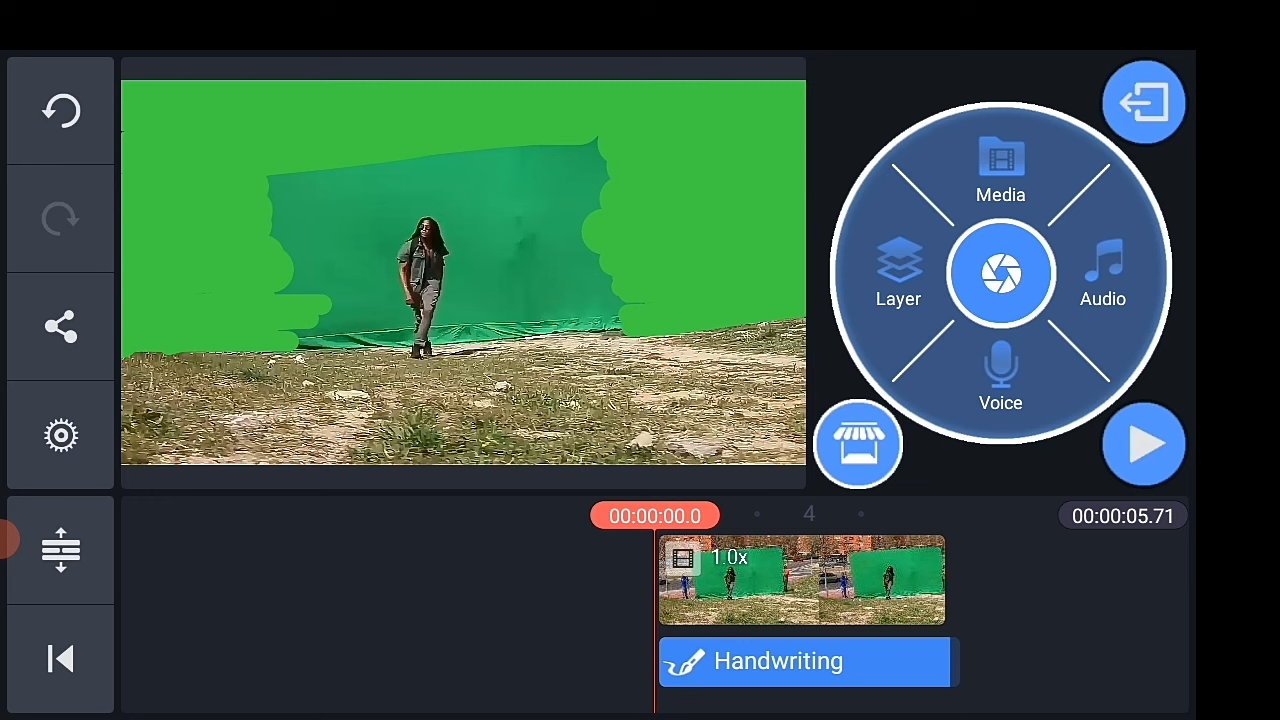 Media
Layer
Audio
Voice
00:00:00.0
4
00:00:05.71
1.0x
Handwriting